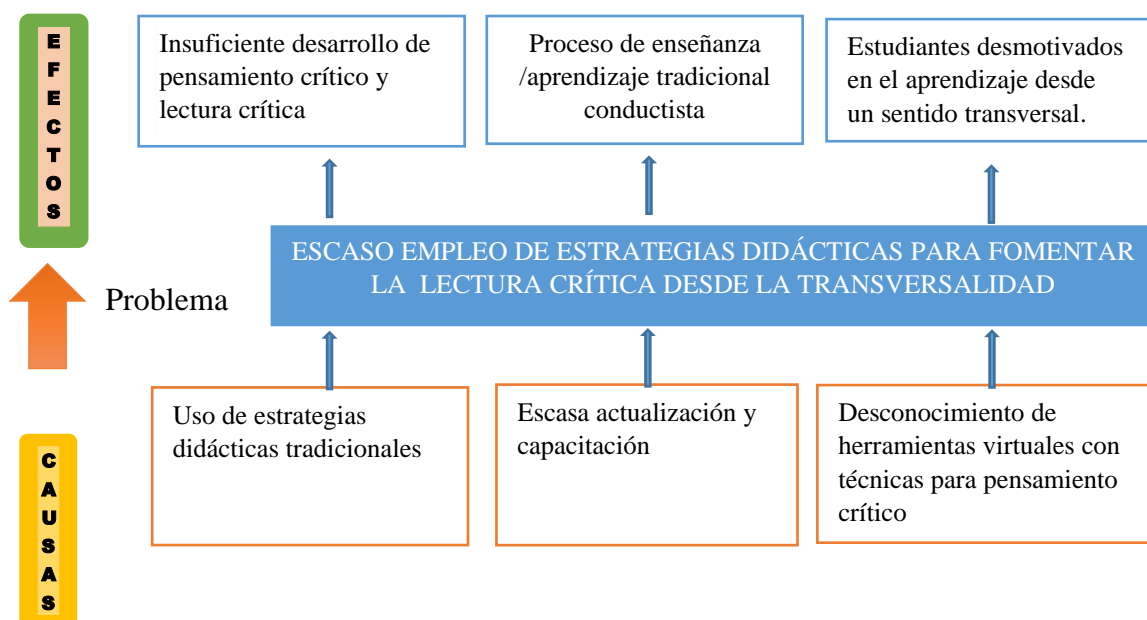 EFECTOS
Insuficiente desarrollo de
pensamiento crítico y
lectura crítica
Proceso de enseñanza
/aprendizaje tradicional
conductista
Estudiantes desmotivados
en el aprendizaje desde
un sentido transversal.
Problema
ESCASO EMPLEO DE ESTRATEGIAS DIDÁCTICAS PARA FOMENTAR
LA LECTURA CRÍTICA DESDE LA TRANSVERSALIDAD
CAUSAS
Uso de estrategias
didácticas tradicionales
Escasa actualización y
capacitación
Desconocimiento de
herramientas virtuales con
técnicas para pensamiento
crítico